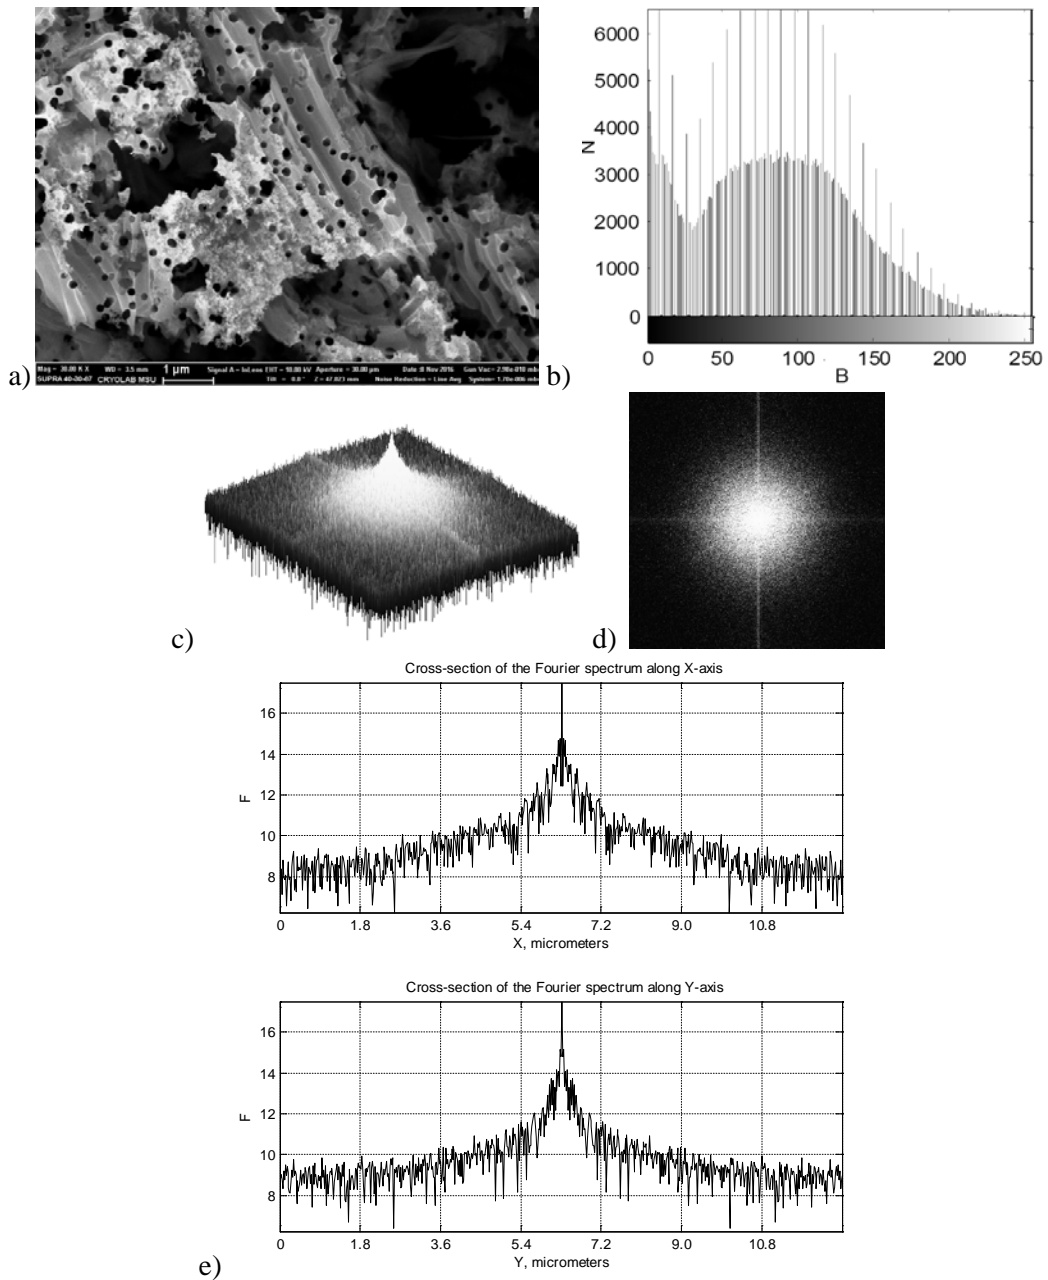 a)
Mag = 30.00 K X WD = 3.5 mm Signal A = InLens EHT = 10.00 kV Aperture = 30.00 µm Date :8 Nov 2016
SUPRA 40-30-07 CRYOLAB MSU 1 µm Noise Reduction = Line Avg
b)
N
6000
5000
4000
3000
2000
1000
0
0 50 100 150 200 250
B
c)
d)
Cross-section of the Fourier spectrum along X-axis
F
16
14
12
10
8
0 1.8 3.6 5.4 7.2 9.0 10.8
X, micrometers
Cross-section of the Fourier spectrum along Y-axis
F
16
14
12
10
8
0 1.8 3.6 5.4 7.2 9.0 10.8
Y, micrometers
e)